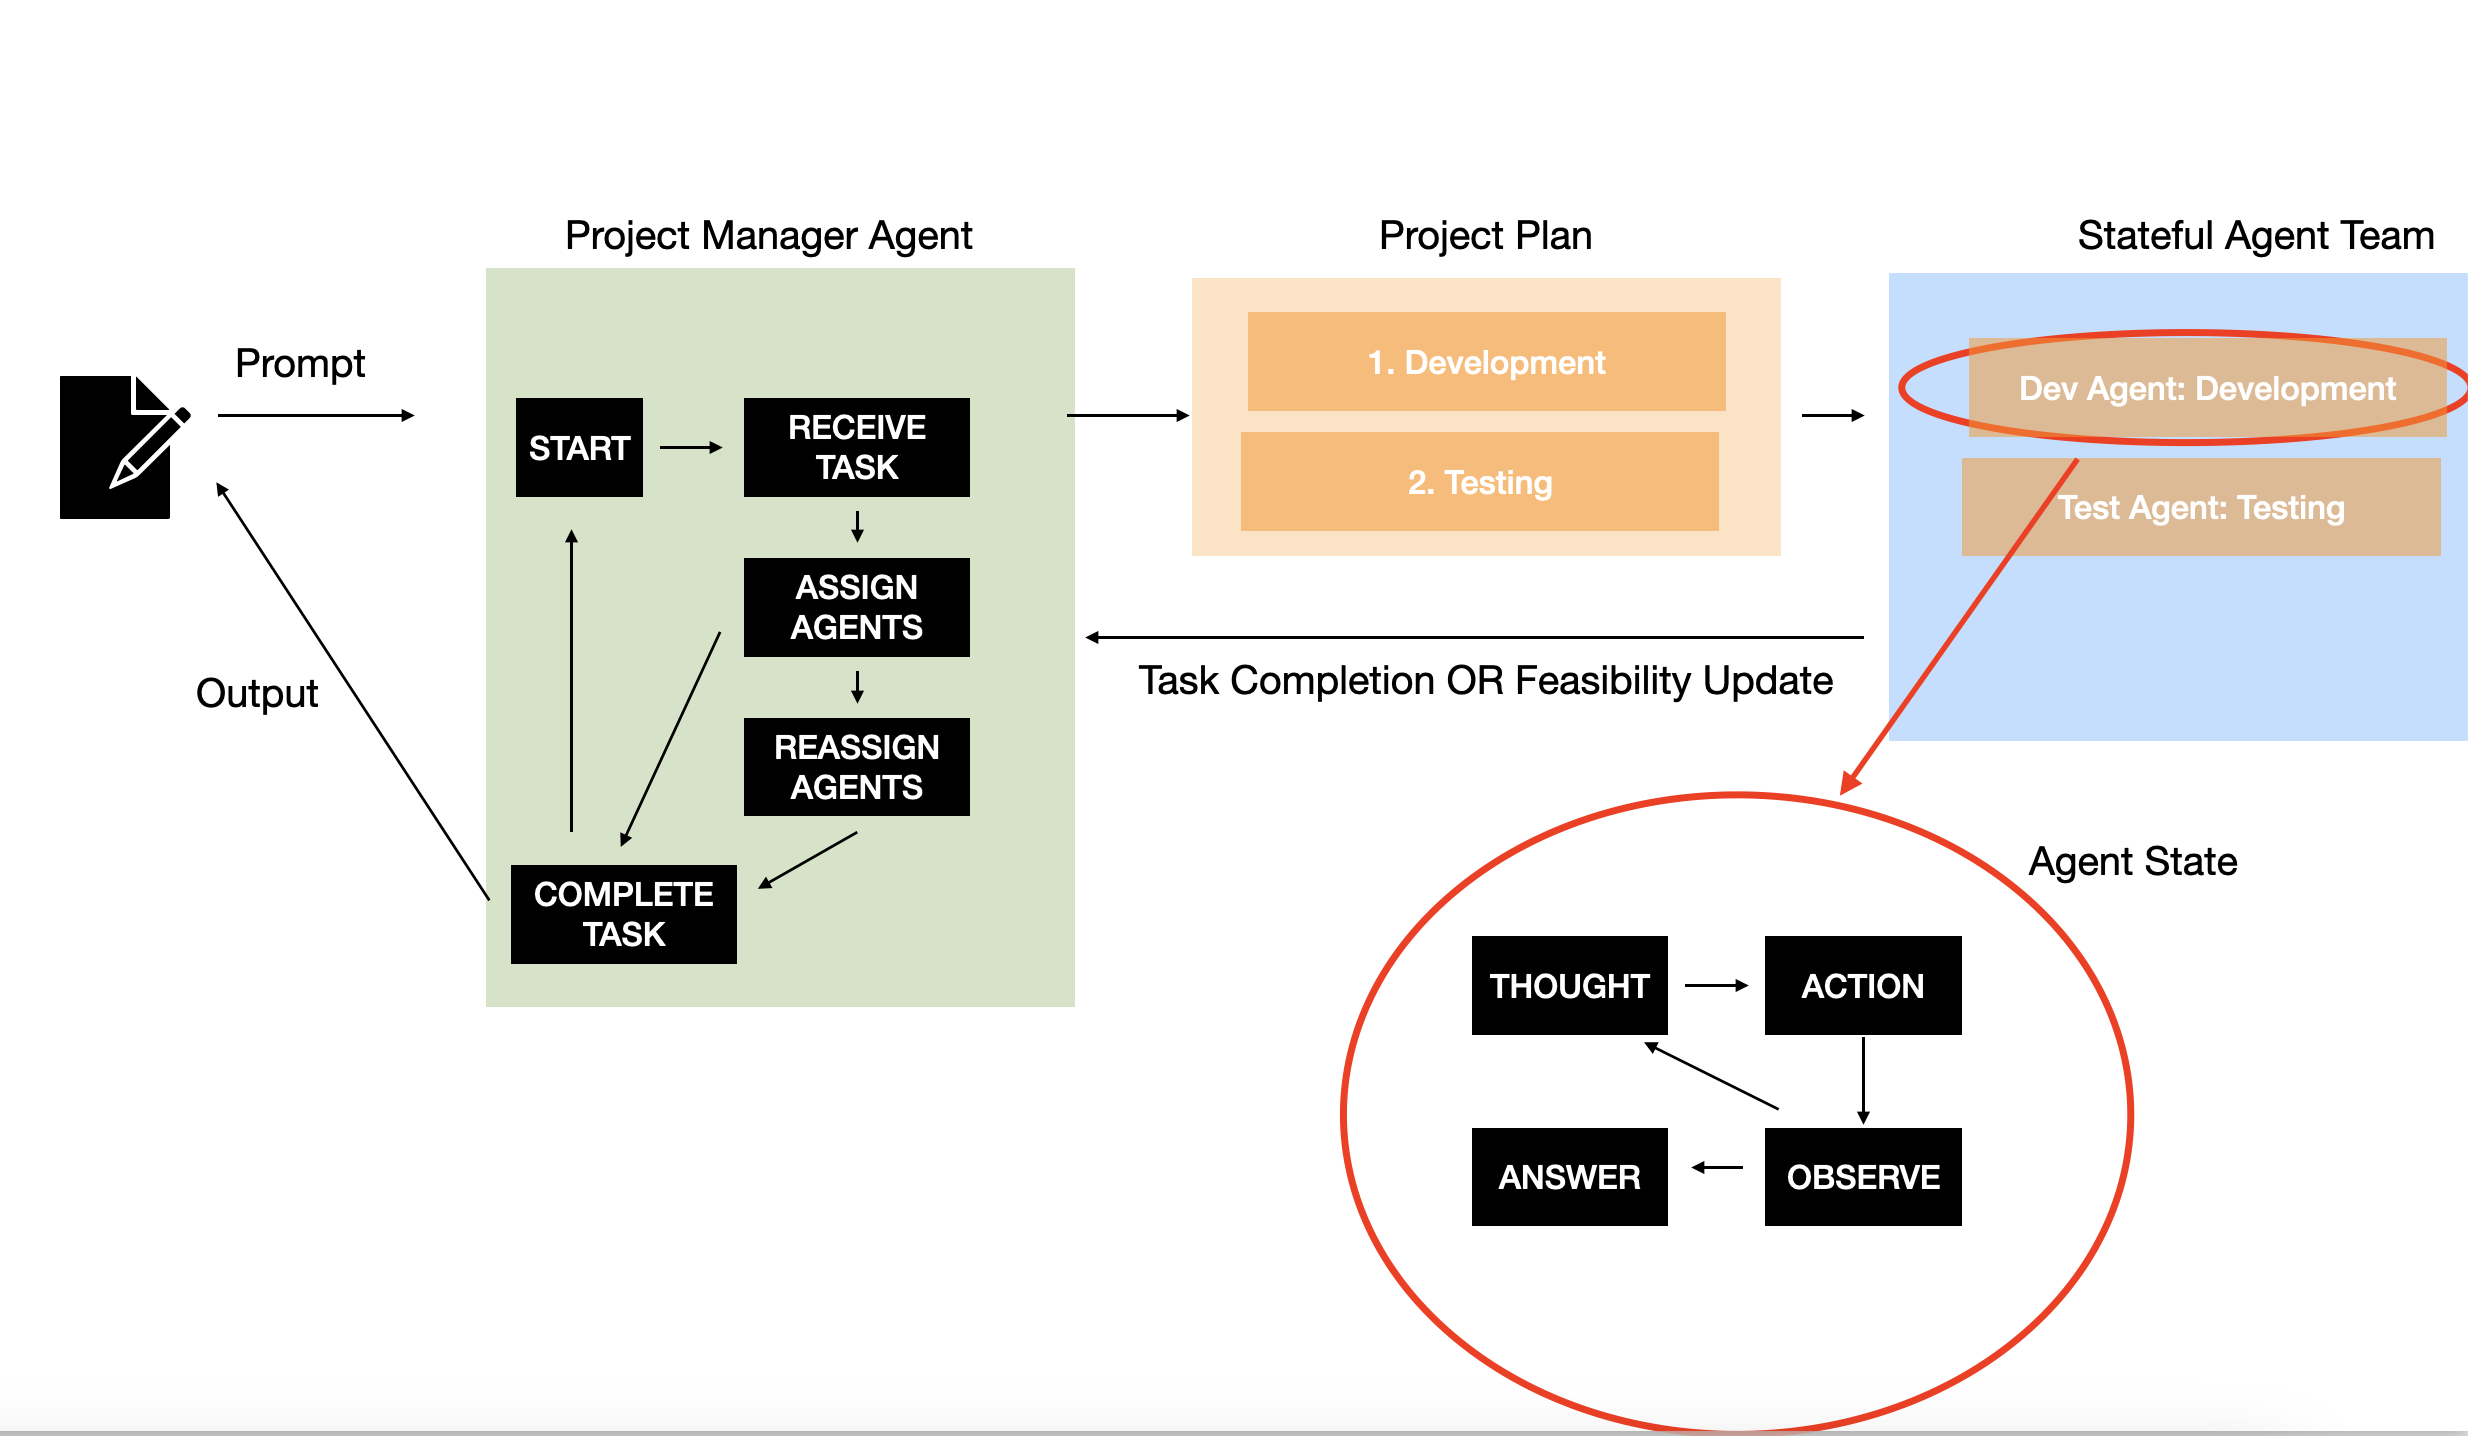 Project Manager Agent
Project Plan
Stateful Agent Team
Prompt
Output
START
RECEIVE
TASK
ASSIGN
AGENTS
REASSIGN
AGENTS
COMPLETE
TASK
1. Development
2. Testing
Dev Agent: Development
Test Agent: Testing
Task Completion OR Feasibility Update
Agent State
THOUGHT
ACTION
ANSWER
OBSERVE